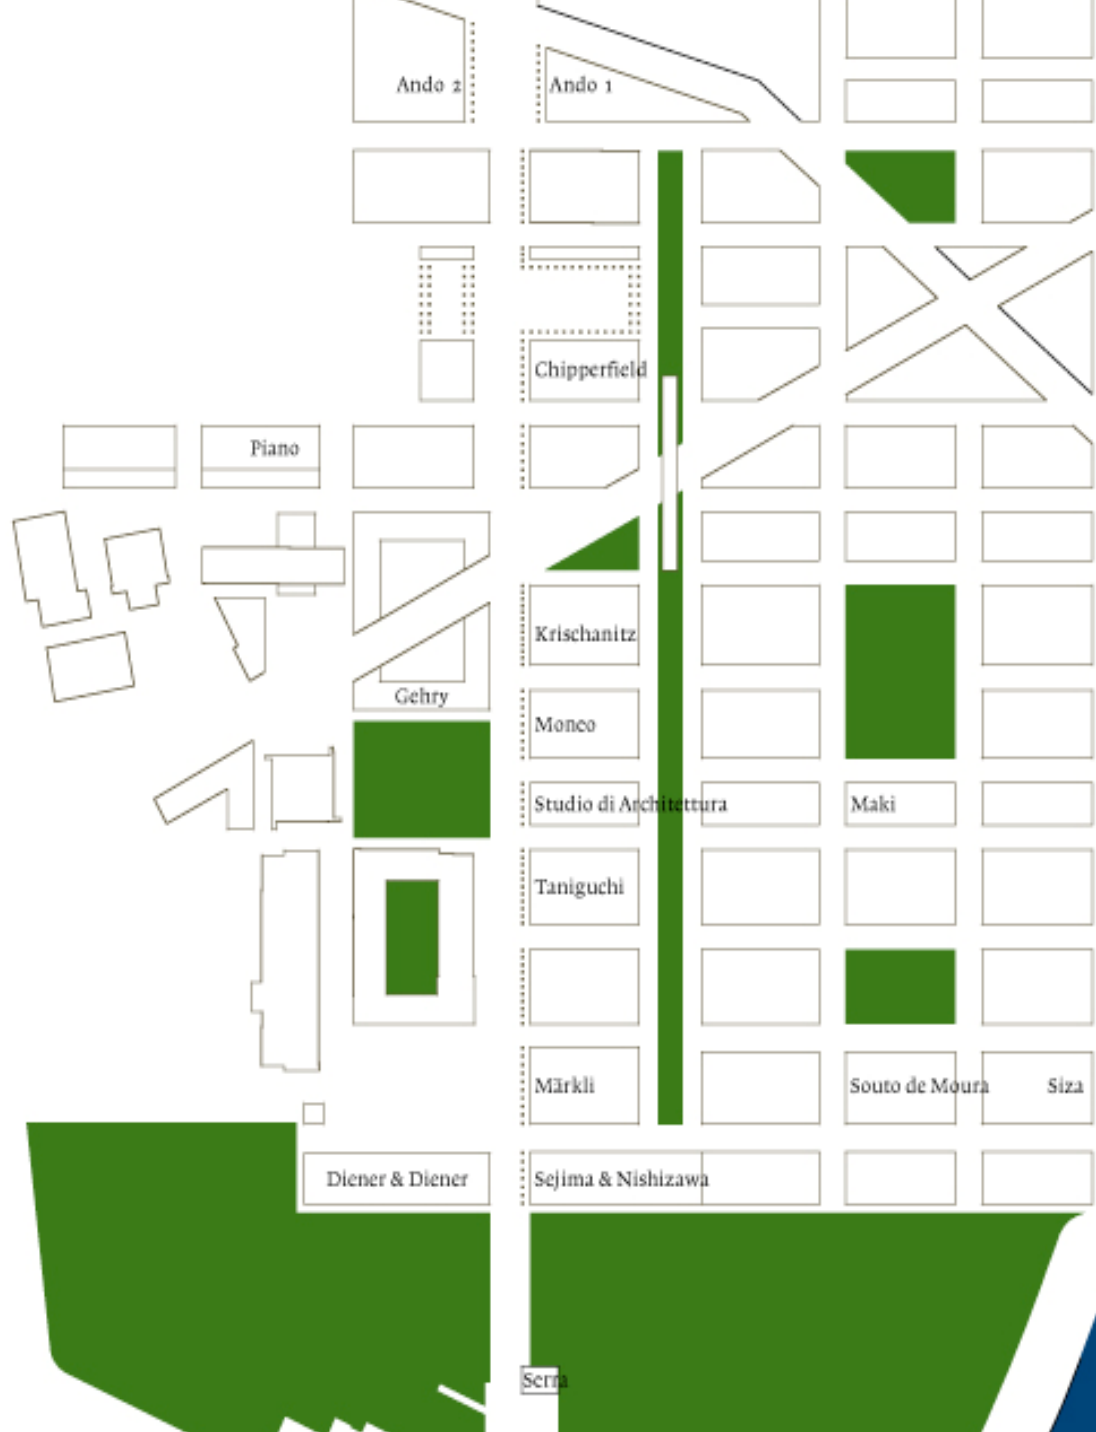 Ando 2
Ando 1
Chipperfield
Piano
Krischanitz
Gehry
Moneo
Studio di Architettura
Maki
Taniguchi
Märkli
Souto de Moura
Siza
Diener & Diener
Sejima & Nishizawa
Serra